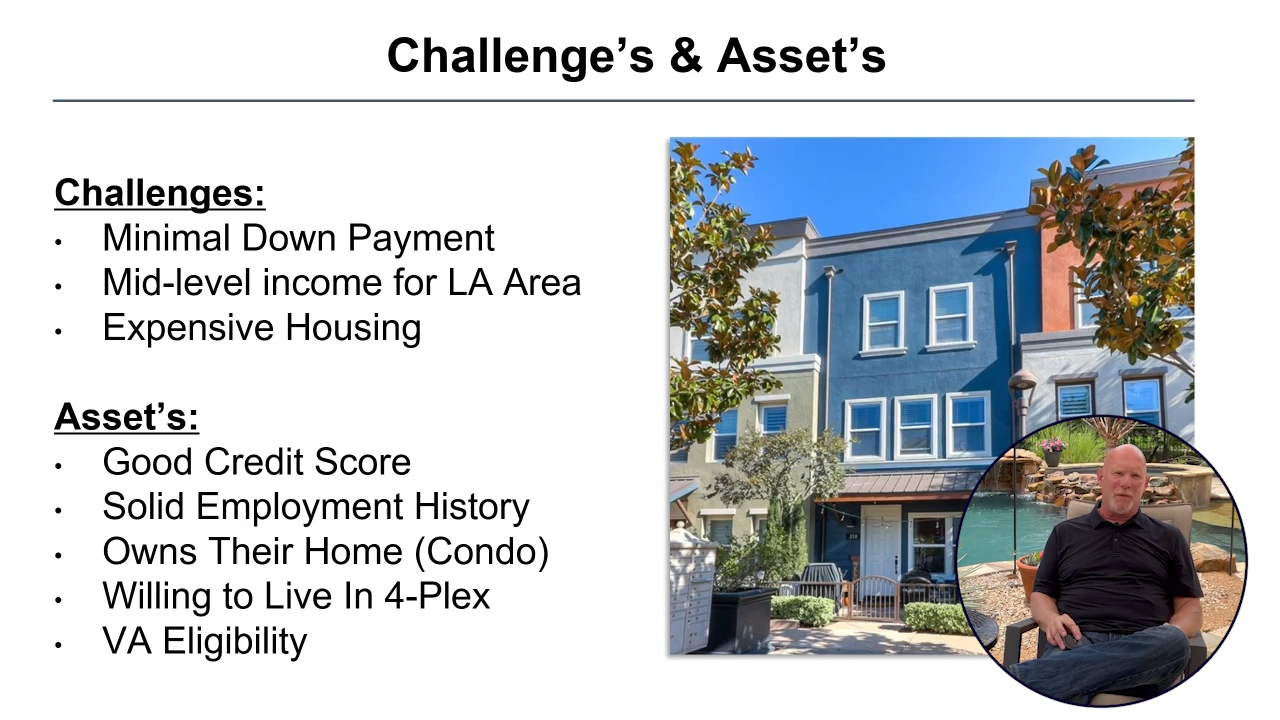 Challenge’s & Asset’s
Challenges:
• Minimal Down Payment
• Mid-level income for LA Area
• Expensive Housing
Asset’s:
• Good Credit Score
• Solid Employment History
• Owns Their Home (Condo)
• Willing to Live In 4-Plex
• VA Eligibility